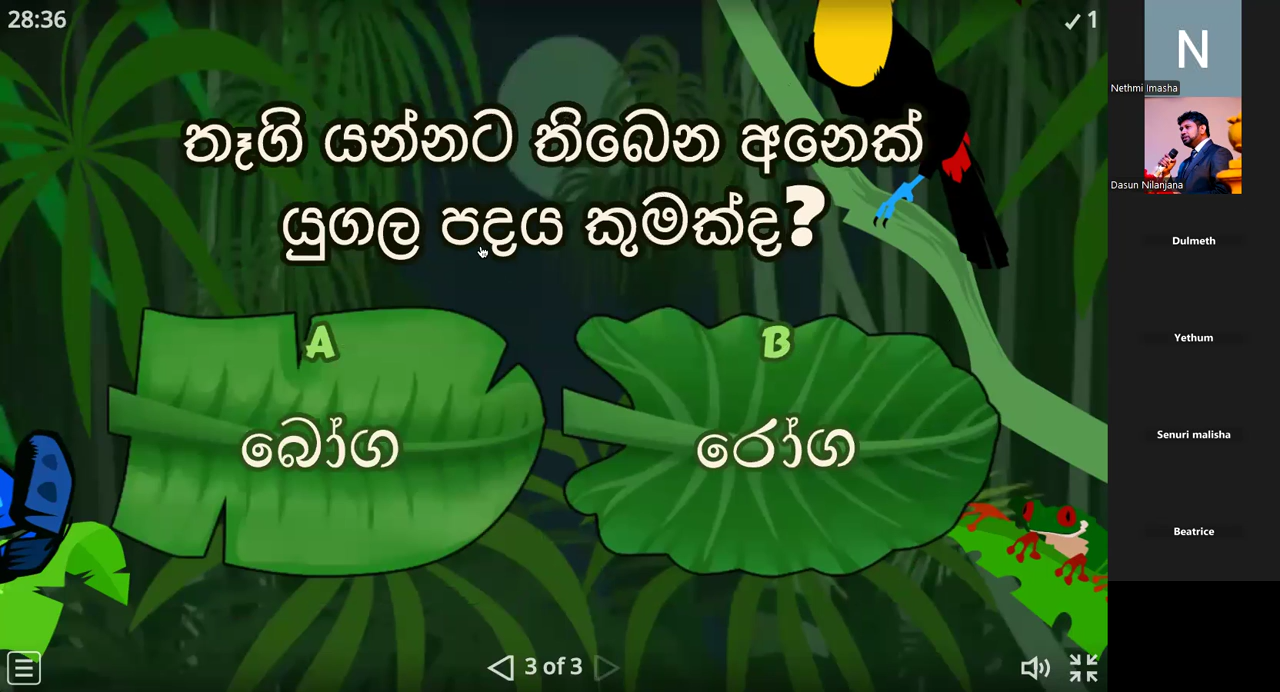 28:36
✓ 1
තෑගි යන්නට තිබෙන අනෙක්
යුගල පදය කුමක්ද?
A
බෝග
B
රෝග
3 of 3
N
Nethmi Imasha
Dasun Nilanjana
Dulmeth
Yethum
Senuri malisha
Beatrice